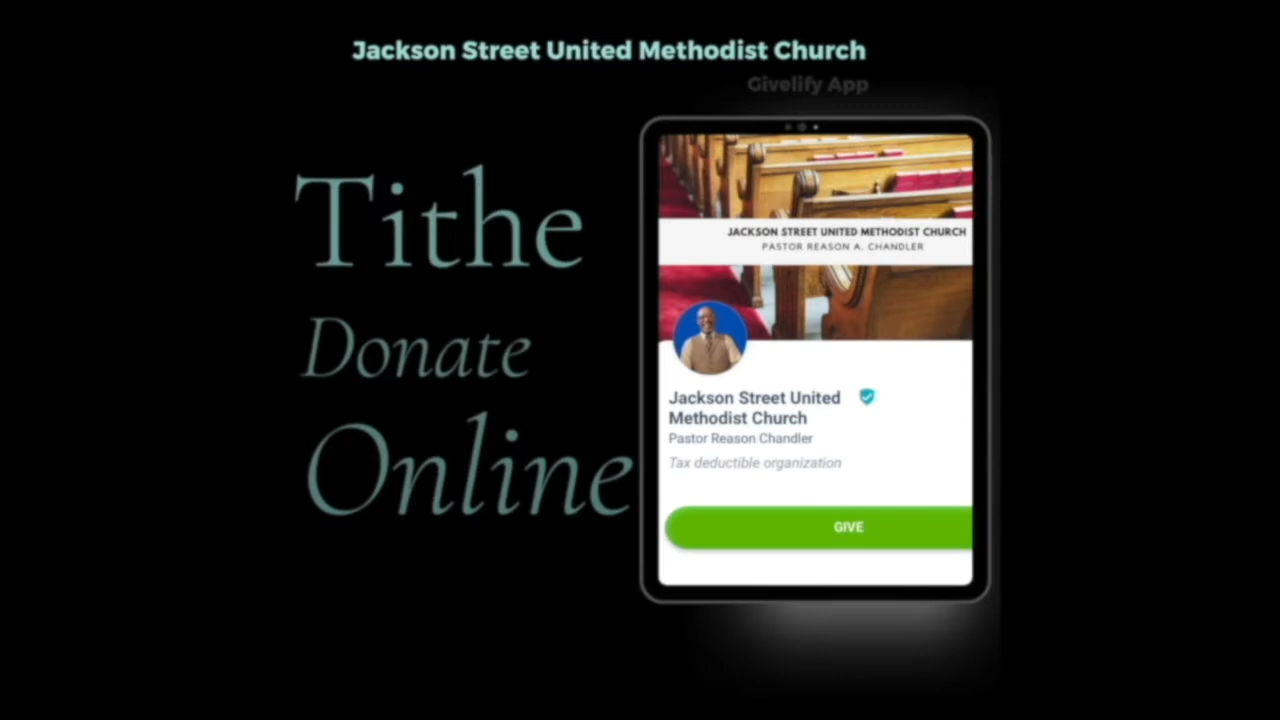 Jackson Street United Methodist Church
Givelify App
Tithe
Donate
Online
JACKSON STREET UNITED METHODIST CHURCH
PASTOR REASON A. CHANDLER
Jackson Street United
Methodist Church
Pastor Reason Chandler
Tax deductible organization
GIVE